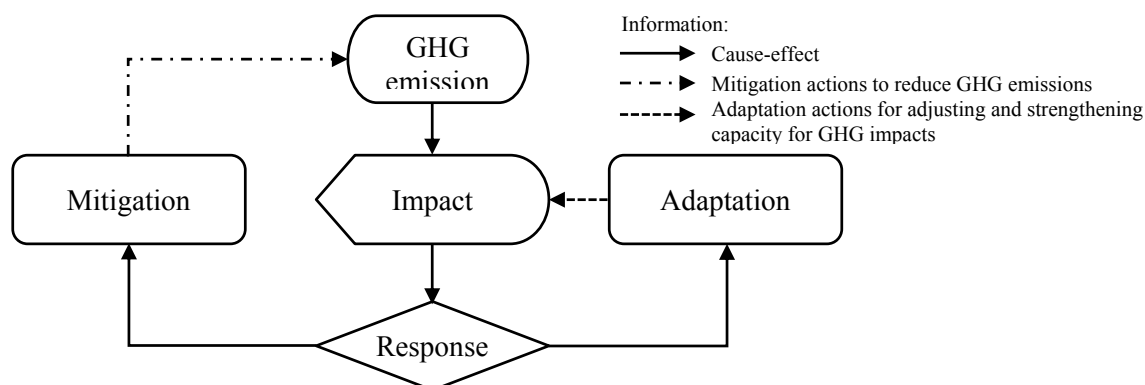 GHG
emission
Information:
Cause-effect
Mitigation actions to reduce GHG emissions
Adaptation actions for adjusting and strengthening
capacity for GHG impacts
Mitigation
Impact
Adaptation
Response